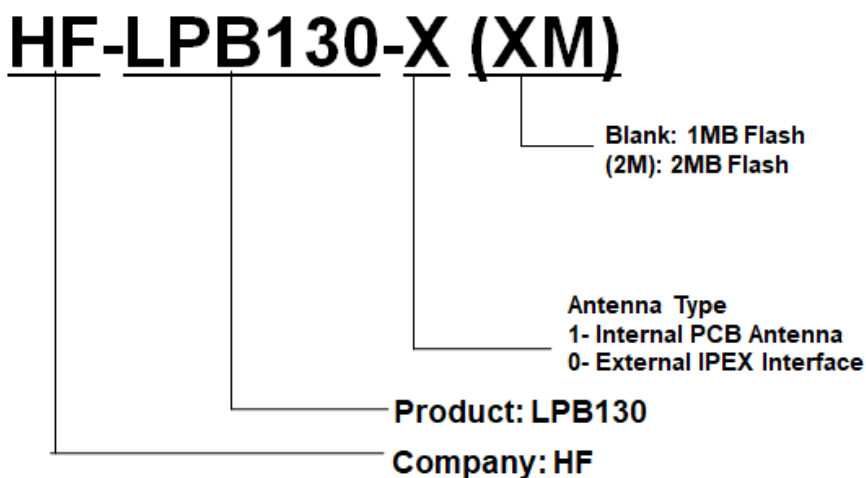 HF-LPB130-X (XM)
Blank: 1MB Flash
(2M): 2MB Flash
Antenna Type
1- Internal PCB Antenna
0- External IPEX Interface
Product: LPB130
Company: HF